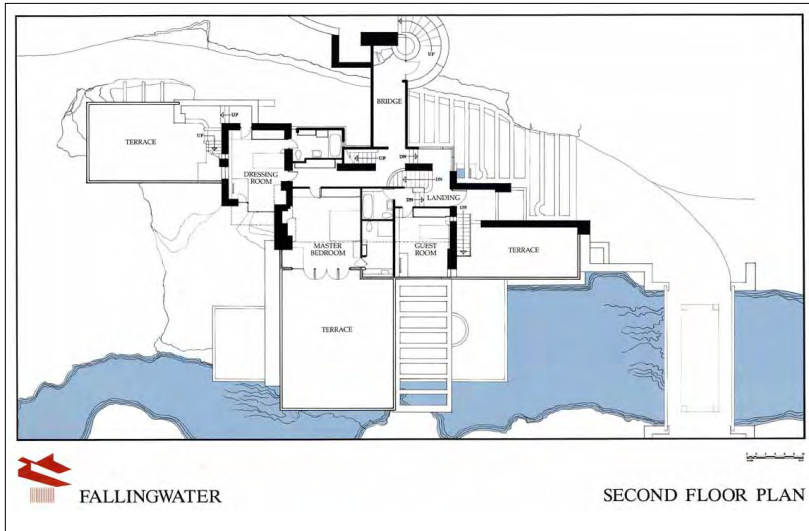 UP
BRIDGE
UP
TERRACE
UP
DRESSING
ROOM
UP
DN
DN
DN
LANDING
DN
MASTER
BEDROOM
GUEST
ROOM
TERRACE
TERRACE
FALLINGWATER
SECOND FLOOR PLAN